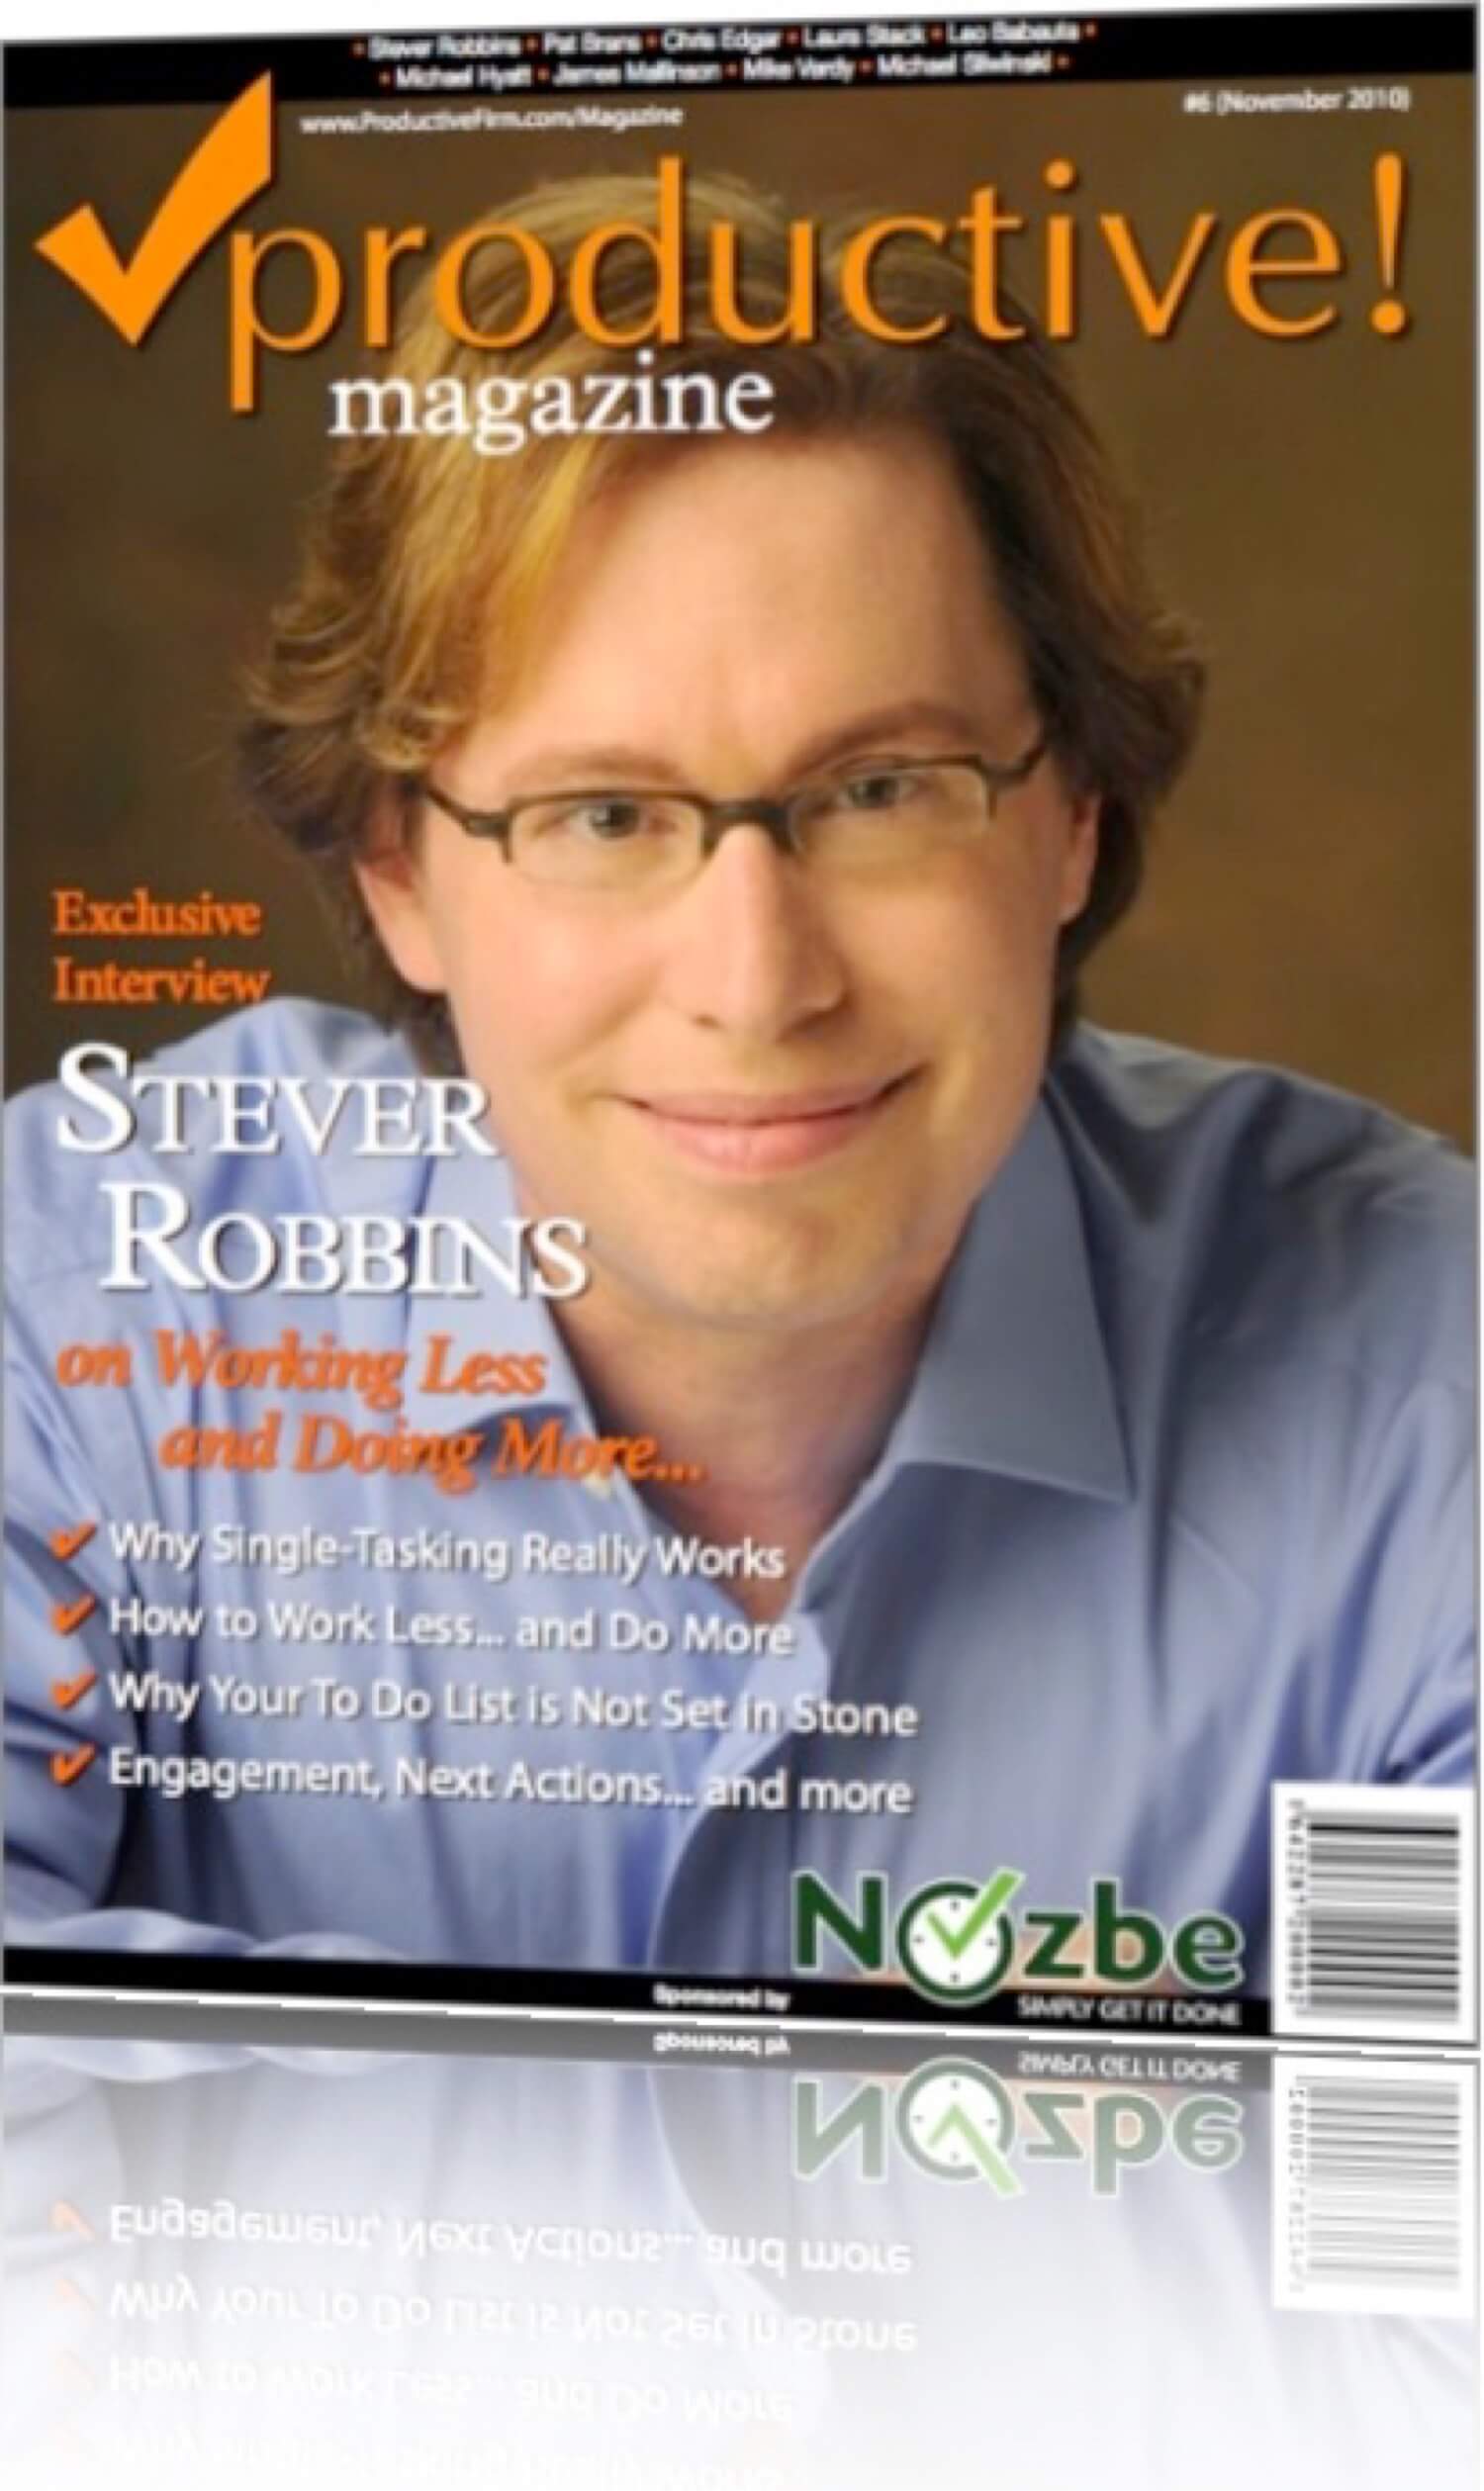 • Stever Robbins • Pat Brans • Chris Edgar • Laura Stack • Leo Babauta •
• Michael Hyatt • James Mallinson • Mike Vardy • Michael Sliwinski •
www.ProductiveFirm.com/Magazine
#6 (November 2010)
productive!
magazine
Exclusive
Interview
STEVER
ROBBINS
on Working Less
and Doing More...
Why Single-Tasking Really Works
How to Work Less... and Do More
Why Your To Do List is Not Set in Stone
Engagement, Next Actions... and more
Nozbe
Sponsored by
SIMPLY GET IT DONE